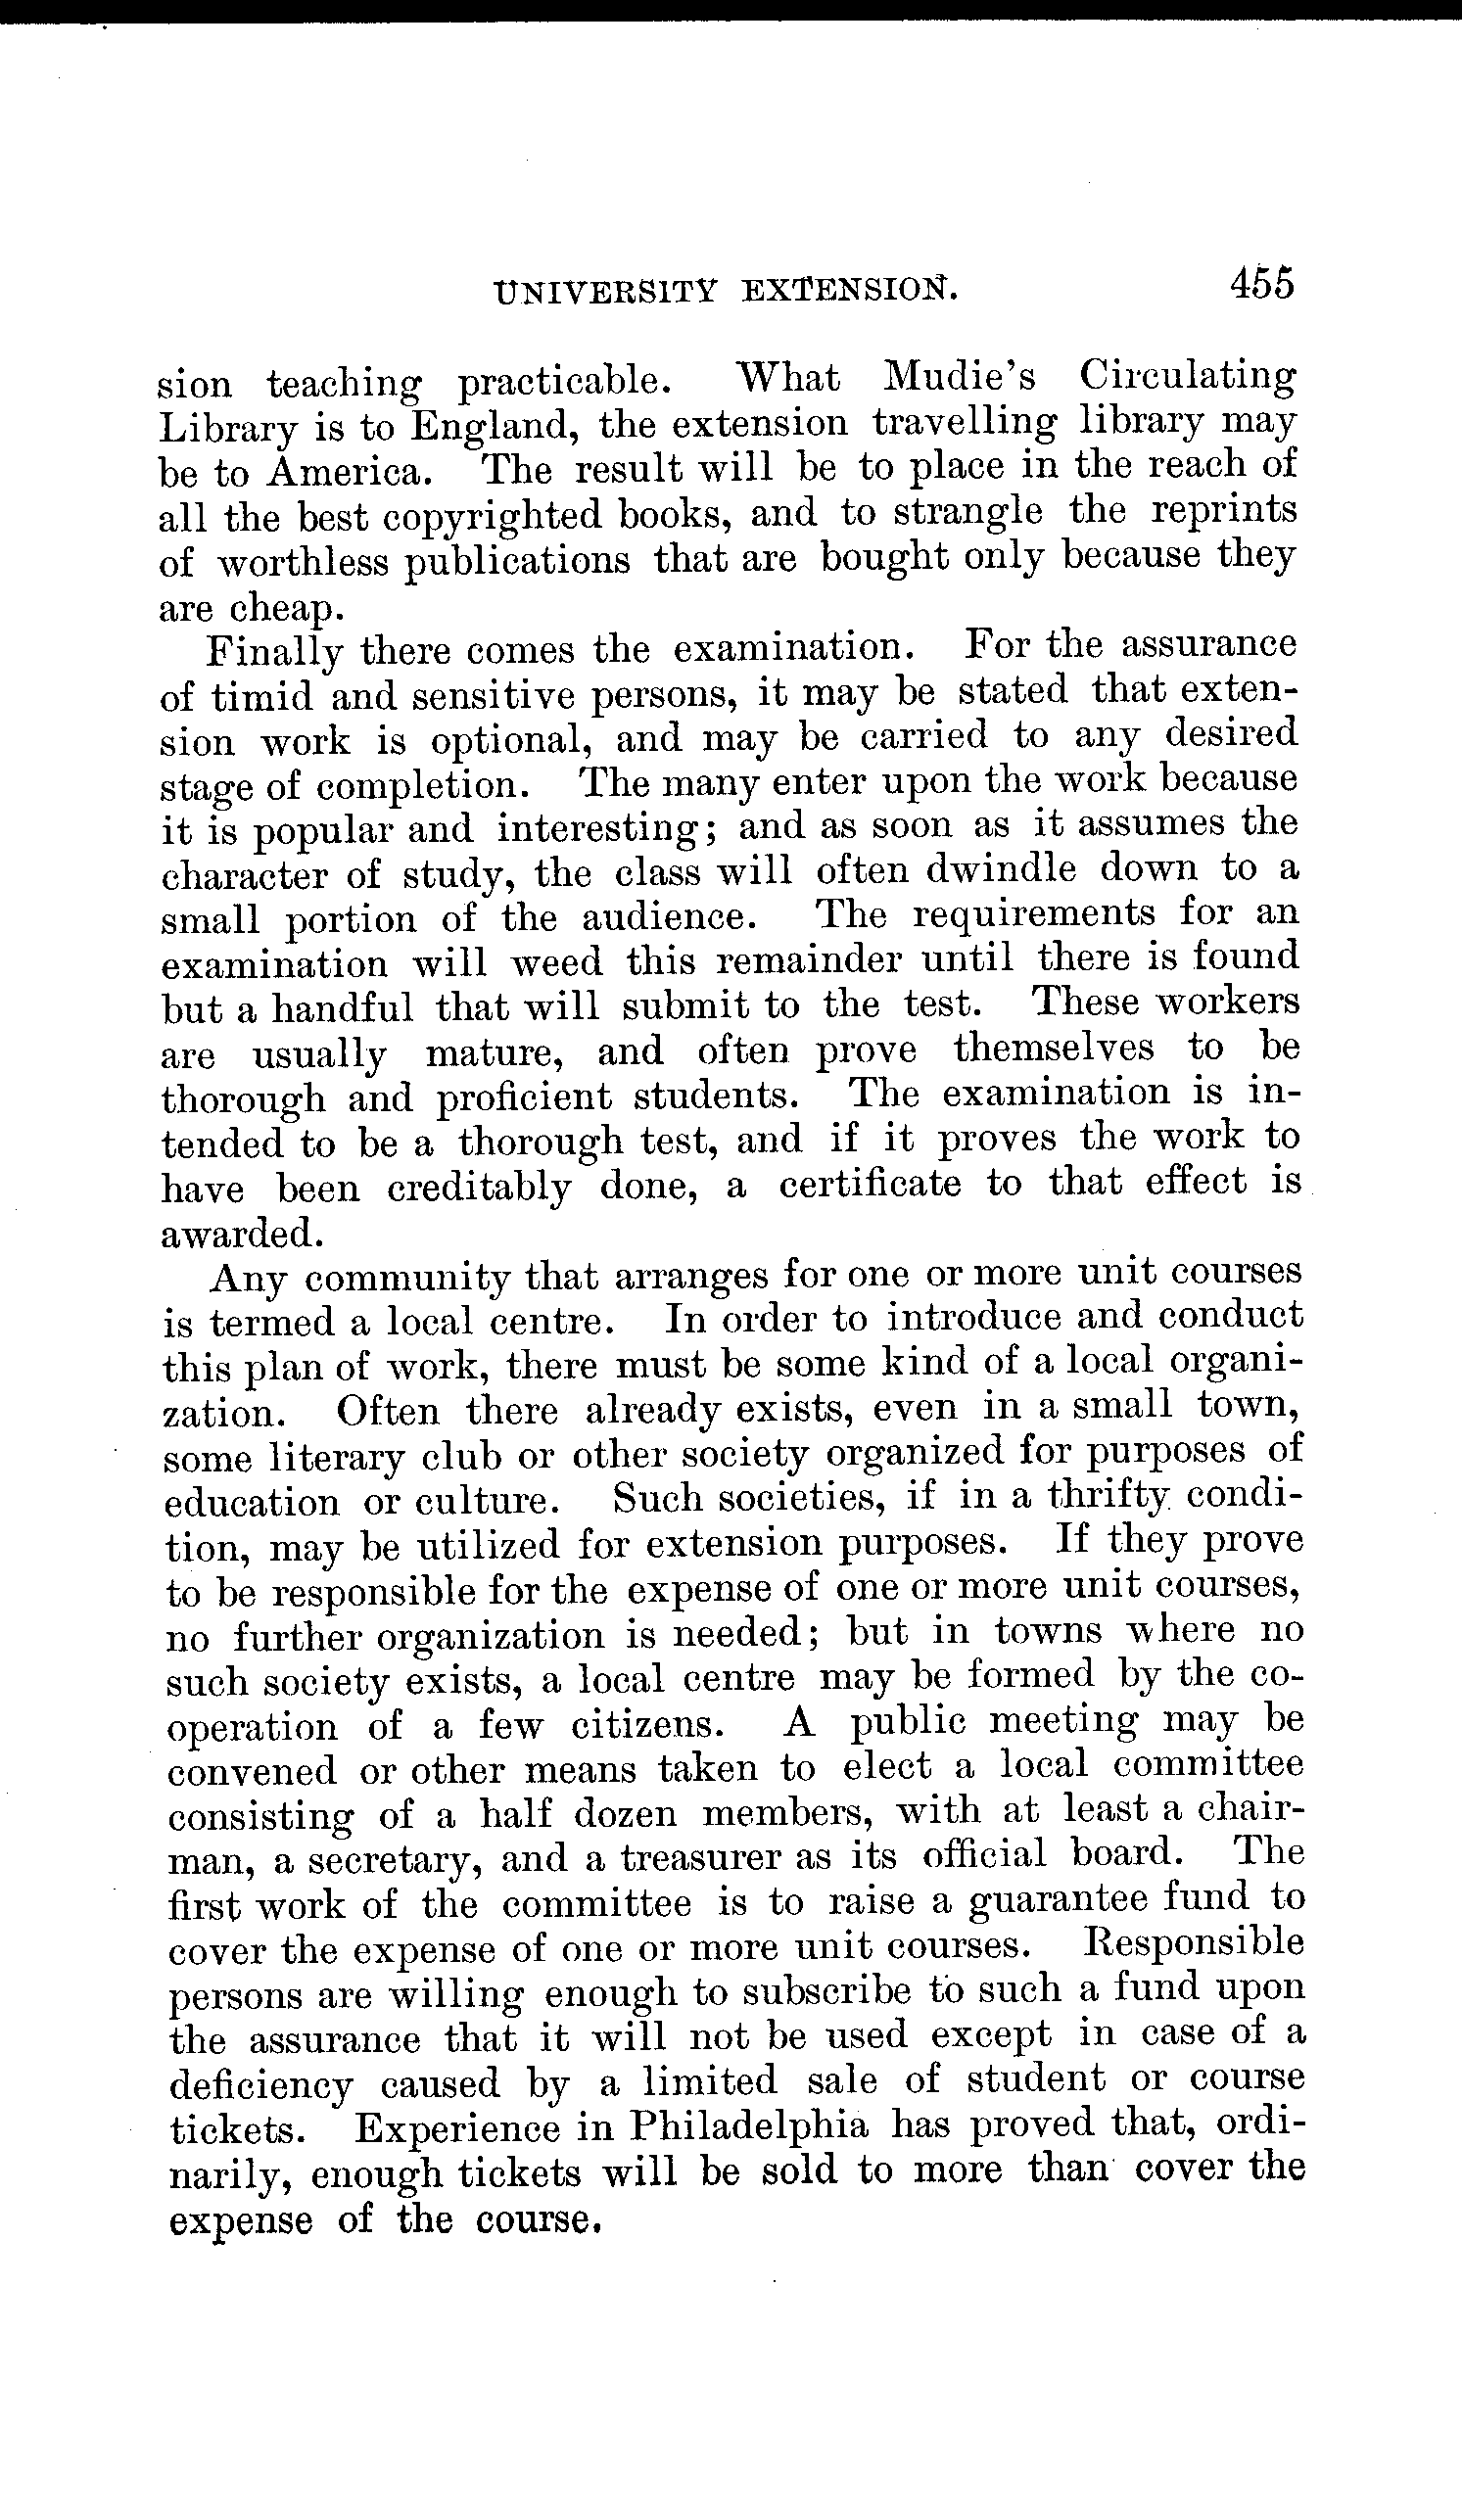 UNIVERSITY EXTENSION. 455
sion teaching practicable. What Mudie's Circulating
Library is to England, the extension travelling library may
be to America. The result will be to place in the reach of
all the best copyrighted books, and to strangle the reprints
of worthless publications that are bought only because they
are cheap.
Finally there comes the examination. For the assurance
of timid and sensitive persons, it may be stated that exten-
sion work is optional, and may be carried to any desired
stage of completion. The many enter upon the work because
it is popular and interesting; and as soon as it assumes the
character of study, the class will often dwindle down to a
small portion of the audience. The requirements for an
examination will weed this remainder until there is found
but a handful that will submit to the test. These workers
are usually mature, and often prove themselves to be
thorough and proficient students. The examination is in-
tended to be a thorough test, and if it proves the work to
have been creditably done, a certificate to that effect is
awarded.
Any community that arranges for one or more unit courses
is termed a local centre. In order to introduce and conduct
this plan of work, there must be some kind of a local organi-
zation. Often there already exists, even in a small town,
some literary club or other society organized for purposes of
education or culture. Such societies, if in a thrifty condi-
tion, may be utilized for extension purposes. If they prove
to be responsible for the expense of one or more unit courses,
no further organization is needed; but in towns where no
such society exists, a local centre may be formed by the co-
operation of a few citizens. A public meeting may be
convened or other means taken to elect a local committee
consisting of a half dozen members, with at least a chair-
man, a secretary, and a treasurer as its official board. The
first work of the committee is to raise a guarantee fund to
cover the expense of one or more unit courses. Responsible
persons are willing enough to subscribe to such a fund upon
the assurance that it will not be used except in case of a
deficiency caused by a limited sale of student or course
tickets. Experience in Philadelphia has proved that, ordi-
narily, enough tickets will be sold to more than cover the
expense of the course.